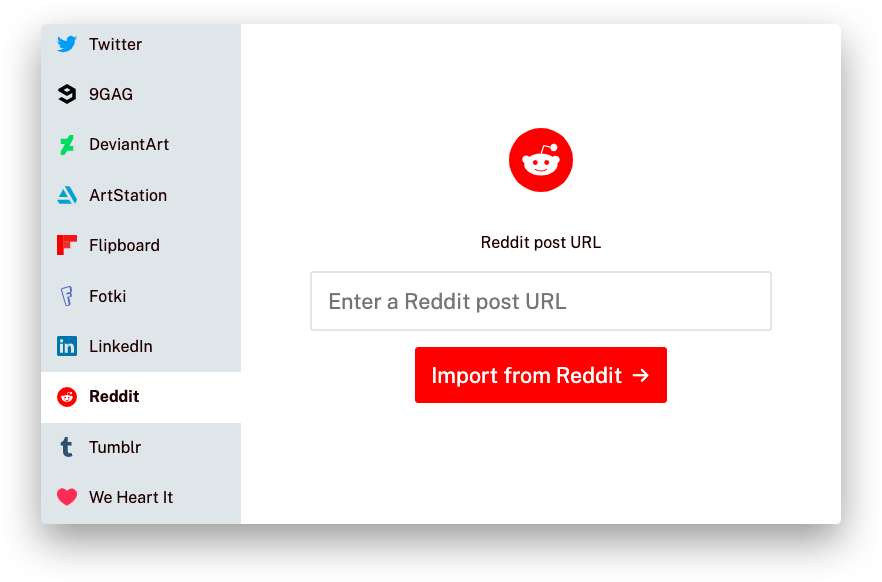 Twitter
9GAG
DeviantArt
ArtStation
Flipboard
Fotki
LinkedIn
Reddit
Tumblr
We Heart It
Reddit post URL
Enter a Reddit post URL
Import from Reddit →